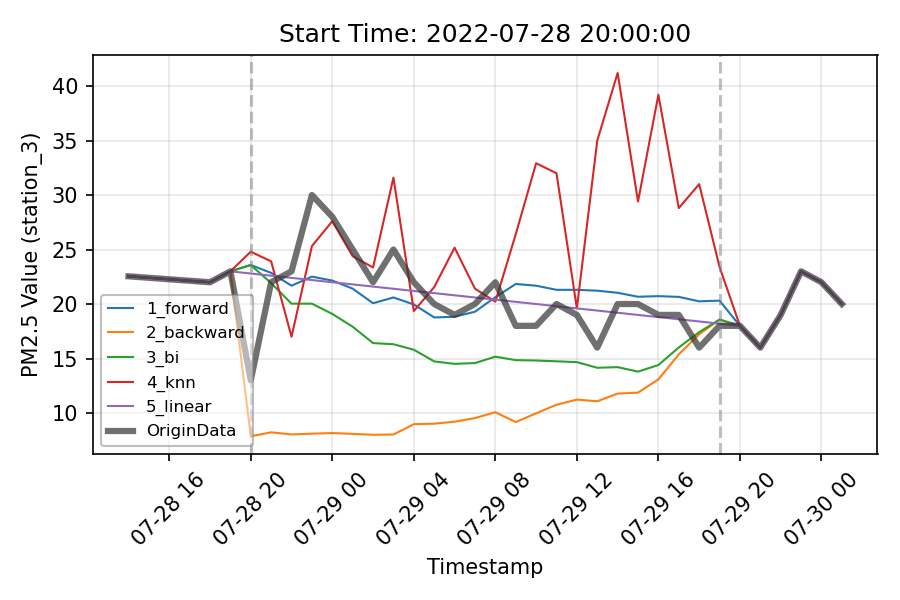 Start Time: 2022-07-28 20:00:00
PM2.5 Value (station_3)
40
35
30
25
20
15
10
1_forward
2_backward
3_bi
4_knn
5_linear
OriginData
07-28 16
07-28 20
07-29 00
07-29 04
07-29 08
07-29 12
07-29 16
07-29 20
07-30 00
Timestamp